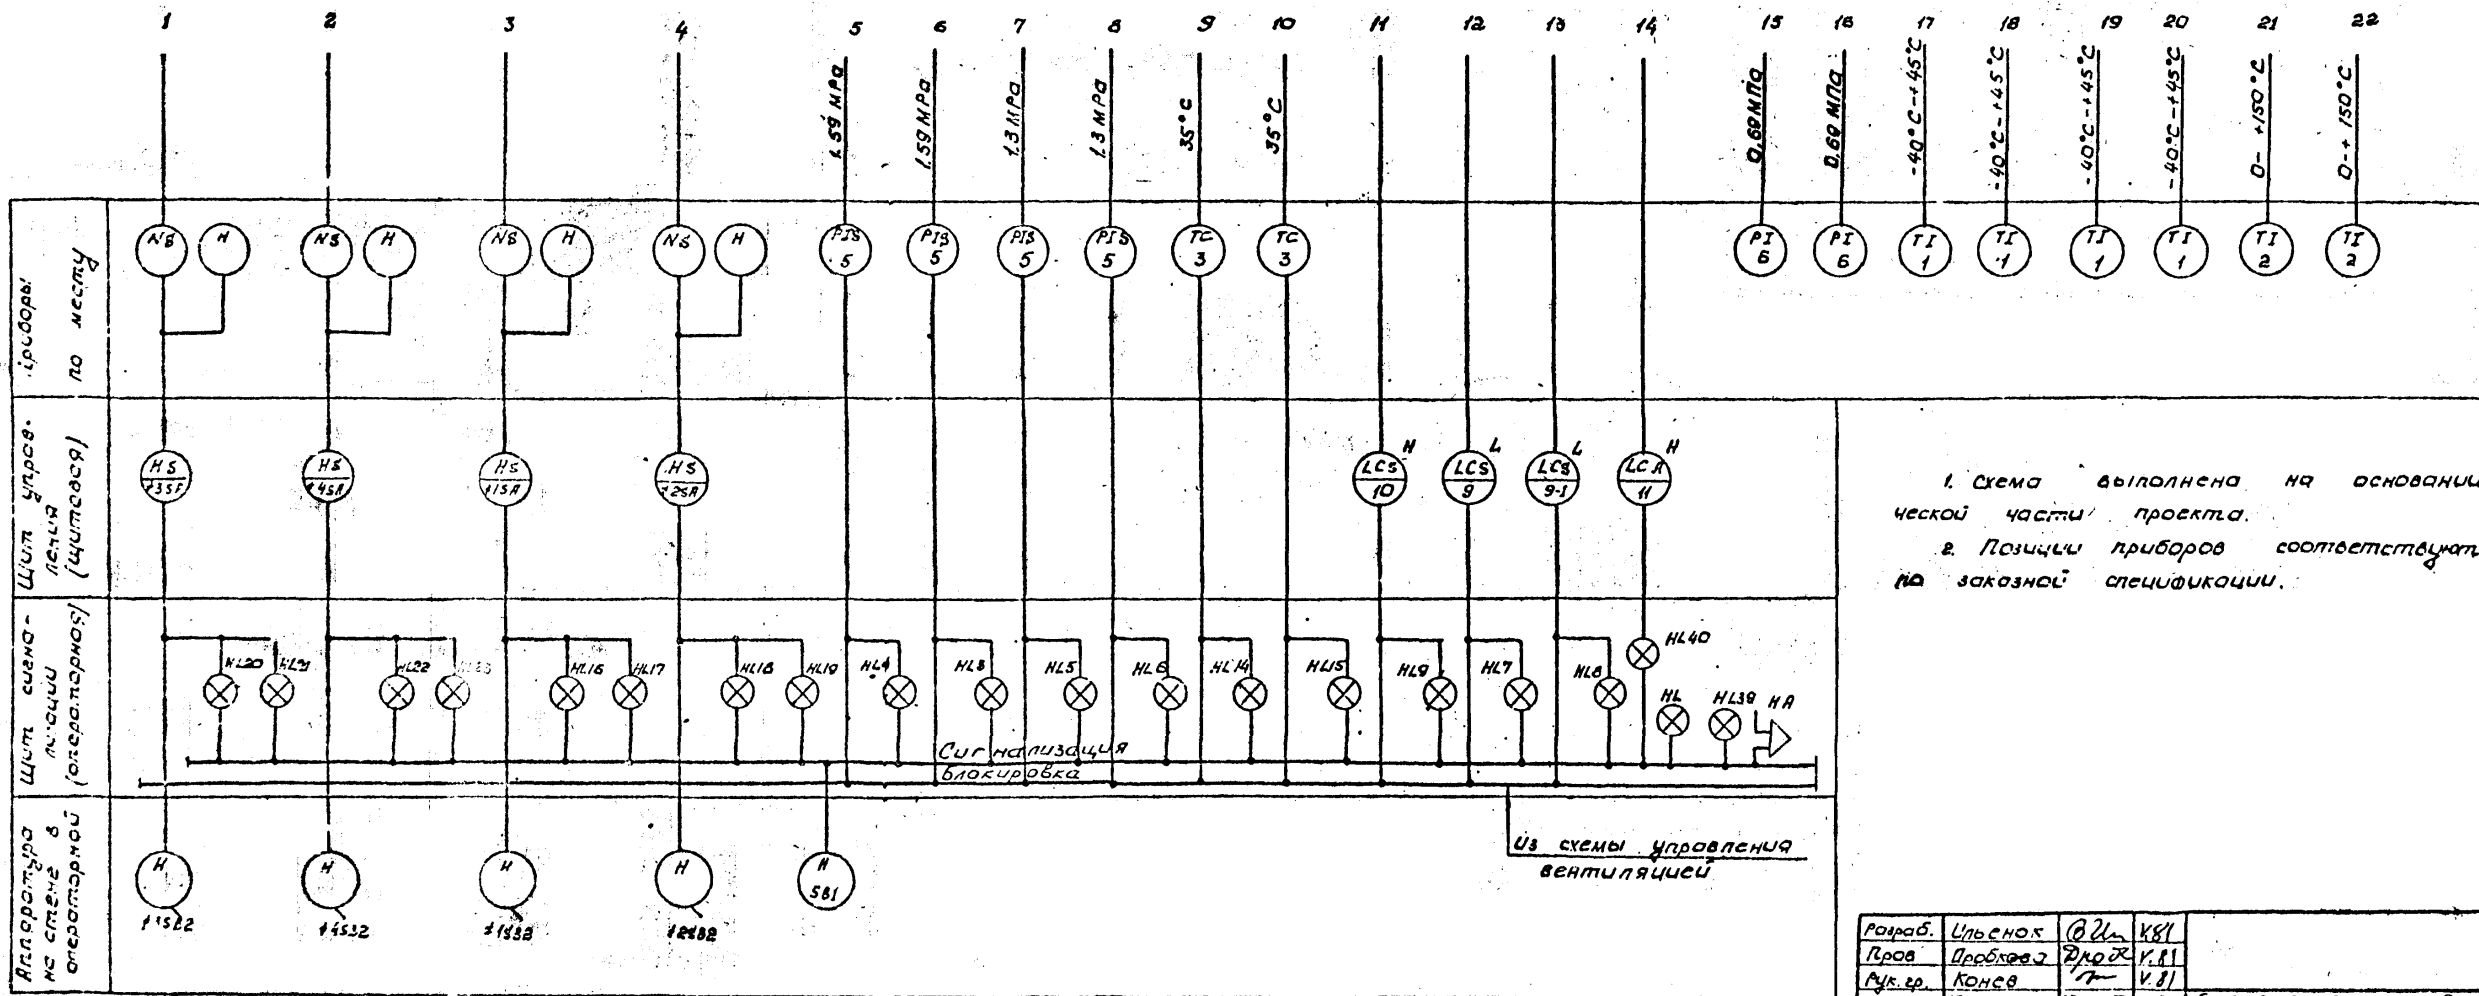 1 2 3 4 5 6 7 8 9 10 11 12 13 14 15 16 17 18 19 20 21 22
1.59 MPa
1.59 MPa
1.3 MPa
1.3 MPa
35°C
35°C
0,69 МПа
0,69 МПа
-40°C-+45°C
-40°C-+45°C
-40°C-+45°C
-40°C-+45°C
0-+150°C
0-+150°C
приборы
по месту
NS H NS H NS H NS H
PIS 5
PIS 5
PIS 5
PIS 5
TC 3
TC 3
PI 6
PI 6
TI 1
TI 1
TI 1
TI 1
TI 2
TI 2
Щит управ-
ления
(щитовая)
HS
HS
HS
HS
LCS 10 H
LCS 9 L
LCS 9-1 L
LCA 11 H
1. Схема выполнена на основании
ческой части проекта.
2. Позиции приборов соответствуют
по заказной спецификации.
Щит сигна-
лизации
(операторная)
HL20 HL21 HL22 HL16 HL17 HL18 HL19 HL4 HL3 HL5 HL6 HL14 HL15 HL9 HL7 HL8 HL40 HL HL39 HA
Сигнализация
Блокировка
Аппаратура
на стене в
операторной
H
H
H
H
H SB1
Из схемы управления
вентиляцией
Разраб. Ильенок V.81
Пров V.81
Рук. гр. Конев V.81